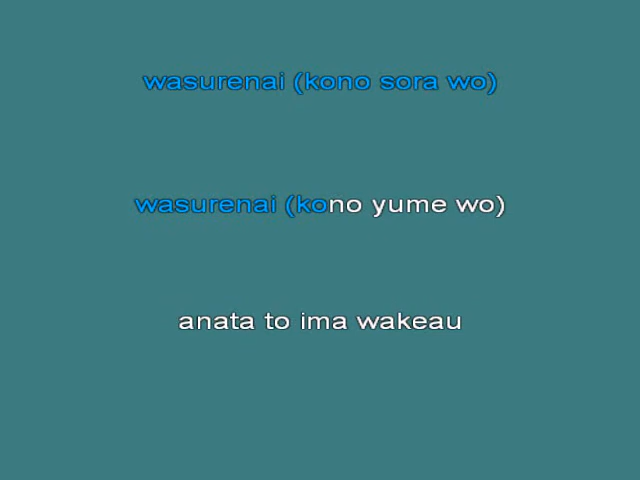 wasurenai (kono sora wo)
wasurenai (kono yume wo)
anata to ima wakeau